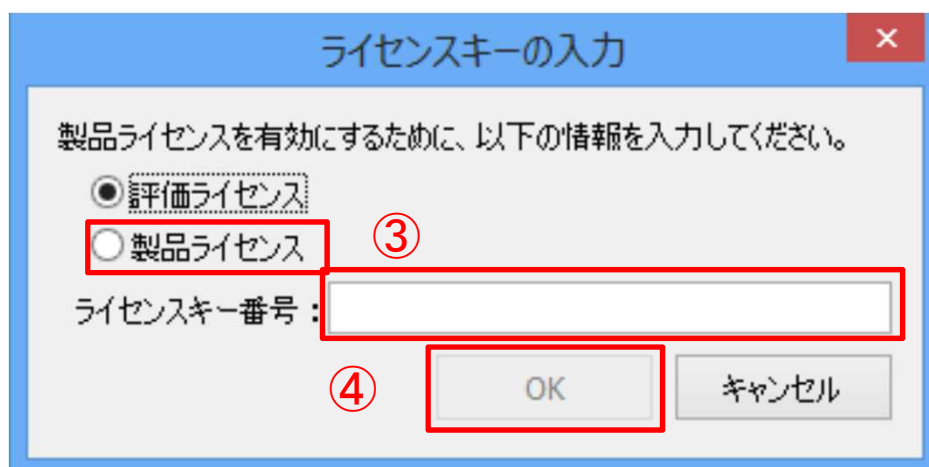 ライセンスキーの入力
製品ライセンスを有効にするために、以下の情報を入力してください。
評価ライセンス
製品ライセンス
③
ライセンスキー番号：
④
OK
キャンセル